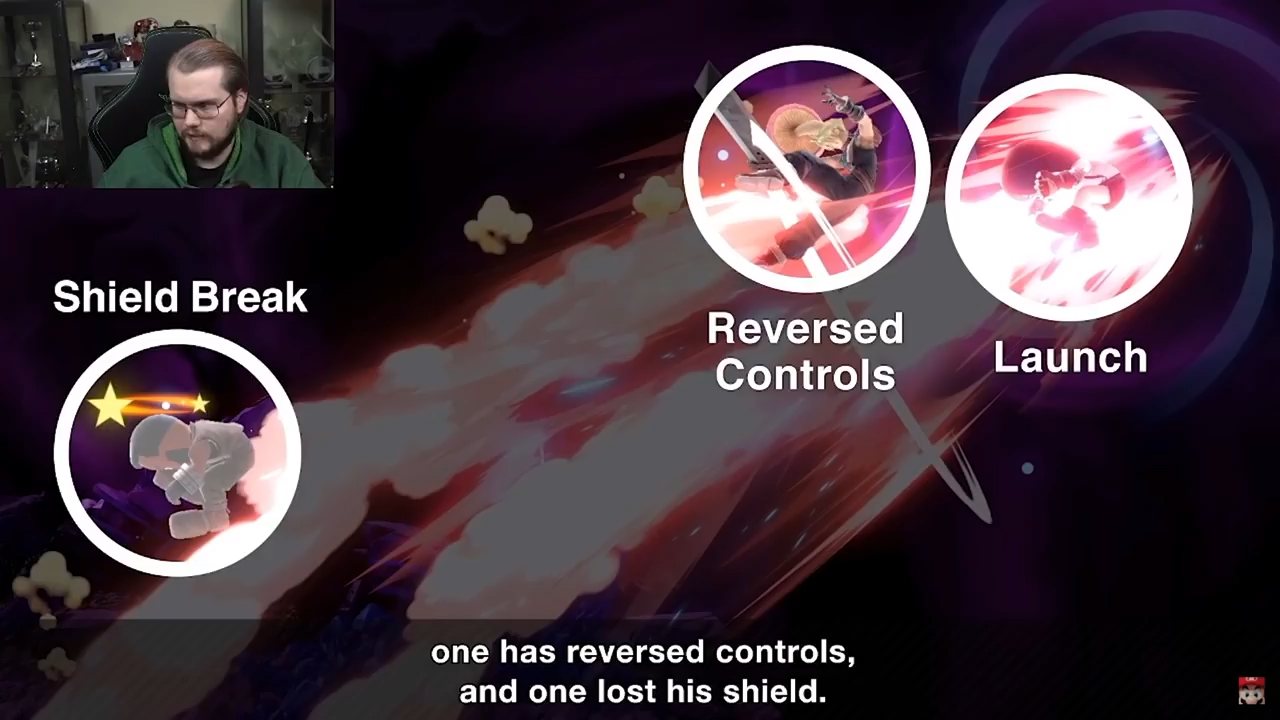 Shield Break
Reversed
Controls
Launch
one has reversed controls,
and one lost his shield.